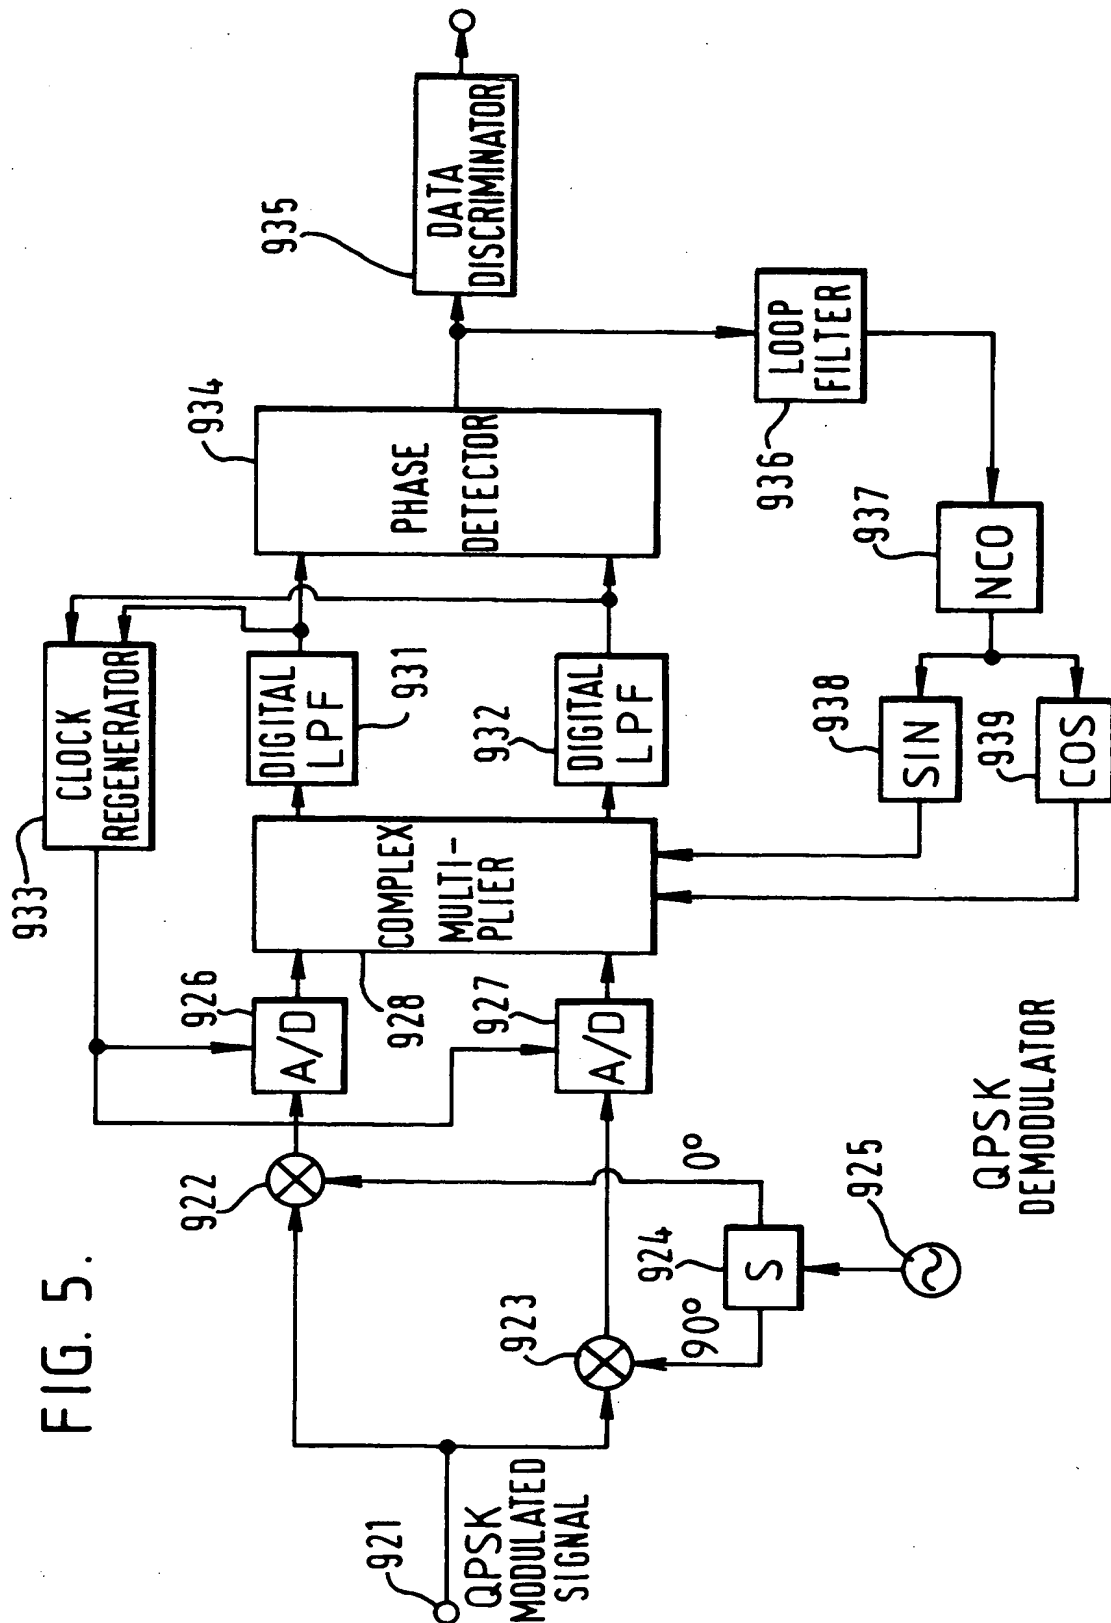 FIG. 5.
921
QPSK
MODULATED
SIGNAL
922
923
90°
0°
924
S
925
926
A/D
927
A/D
928
COMPLEX
MULTI-
PLIER
933
CLOCK
REGENERATOR
DIGITAL
LPF
931
932
DIGITAL
LPF
934
PHASE
DETECTOR
935
DATA
DISCRIMINATOR
LOOP
FILTER
936
937
NCO
938
SIN
939
COS
QPSK
DEMODULATOR